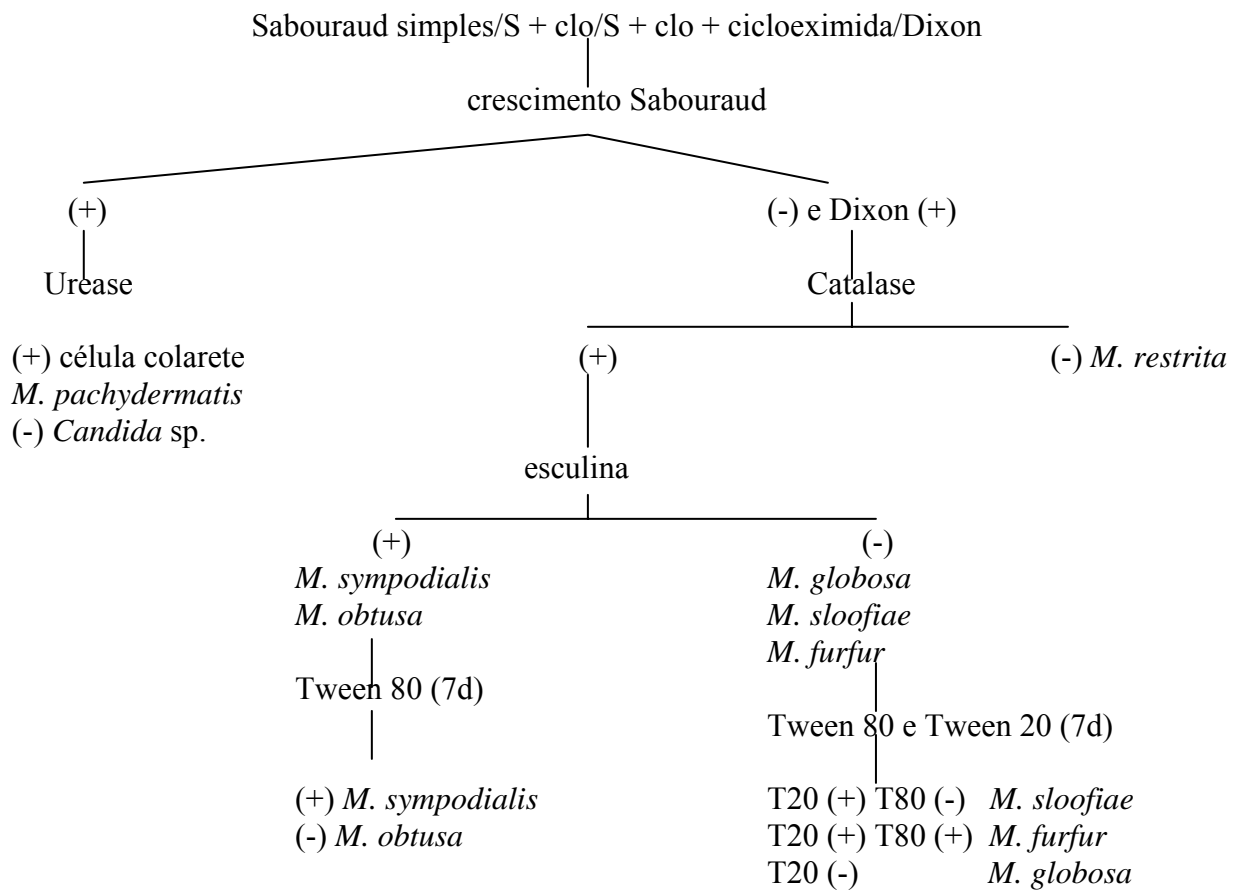 Sabouraud simples/S + clo/S + clo + cicloeximida/Dixon
crescimento Sabouraud
(+) (-) e Dixon (+)
Urease Catalase
(+) célula colarete (+) (-) M. restrita
M. pachydermatis
(-) Candida sp.
esculina
(+) (-)
M. sympodialis M. globosa
M. obtusa M. sloofiae
M. furfur
Tween 80 (7d)
Tween 80 e Tween 20 (7d)
(+) M. sympodialis T20 (+) T80 (-) M. sloofiae
(-) M. obtusa T20 (+) T80 (+) M. furfur
T20 (-) M. globosa